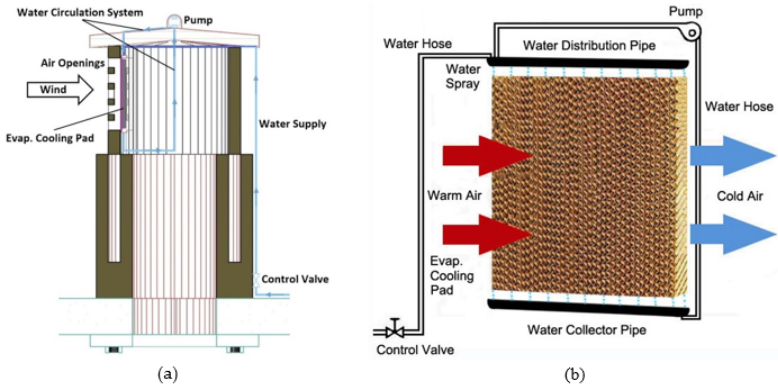 Water Circulation System
Pump
Air Openings
Wind
Evap. Cooling Pad
Water Supply
Control Valve
(a)
Pump
Water Hose
Water Distribution Pipe
Water
Spray
Water Hose
Warm Air
Cold Air
Evap.
Cooling
Pad
Water Collector Pipe
Control Valve
(b)